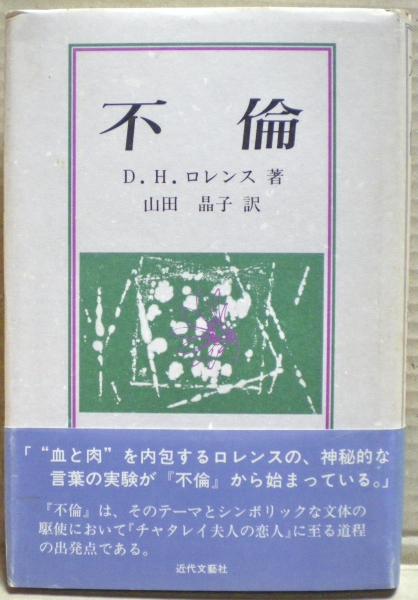 不 倫
D.H.ロレンス 著
山田 晶子 訳
「“血と肉”を内包するロレンスの、神秘的な
言葉の実験が『不倫』から始まっている。」
『不倫』は、そのテーマとシンボリックな文体の
駆使において『チャタレイ夫人の恋人』に至る道程
の出発点である。
近代文藝社